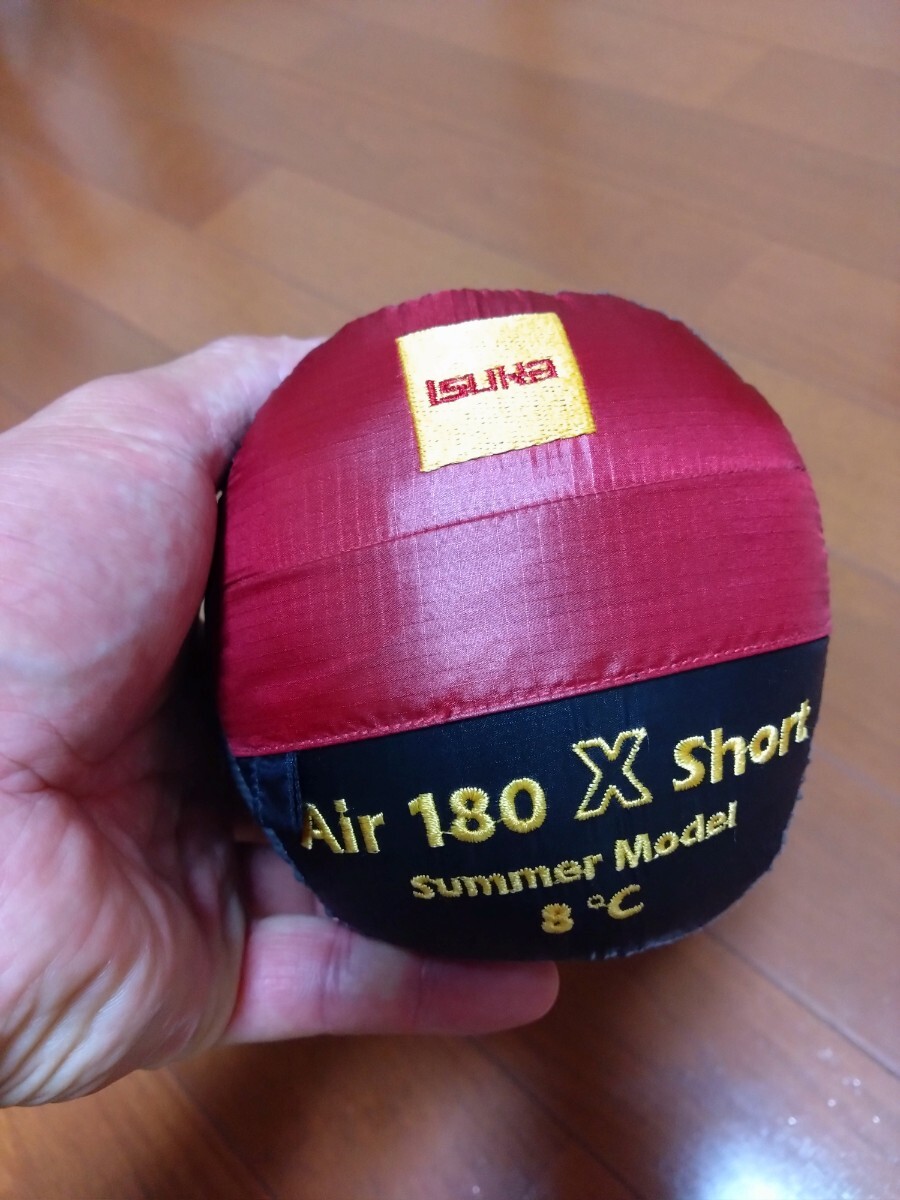 ISUKA
Air 180 X Short
Summer Model
8 °C